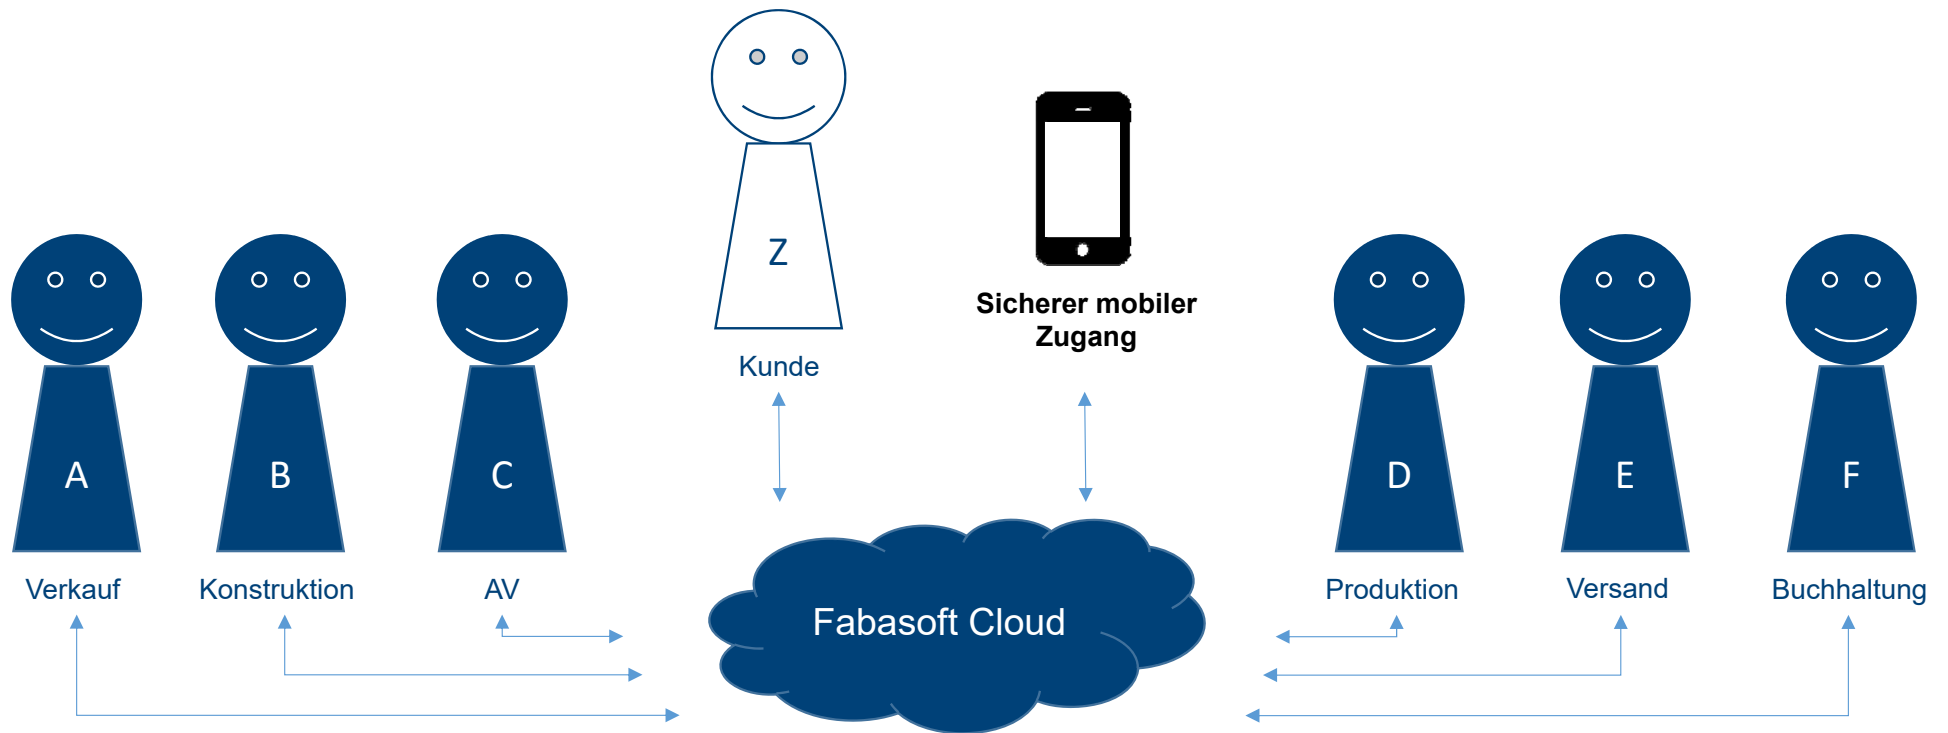 Z
Kunde
Sicherer mobiler
Zugang
A
B
C
D
E
F
Verkauf
Konstruktion
AV
Produktion
Versand
Buchhaltung
Fabasoft Cloud